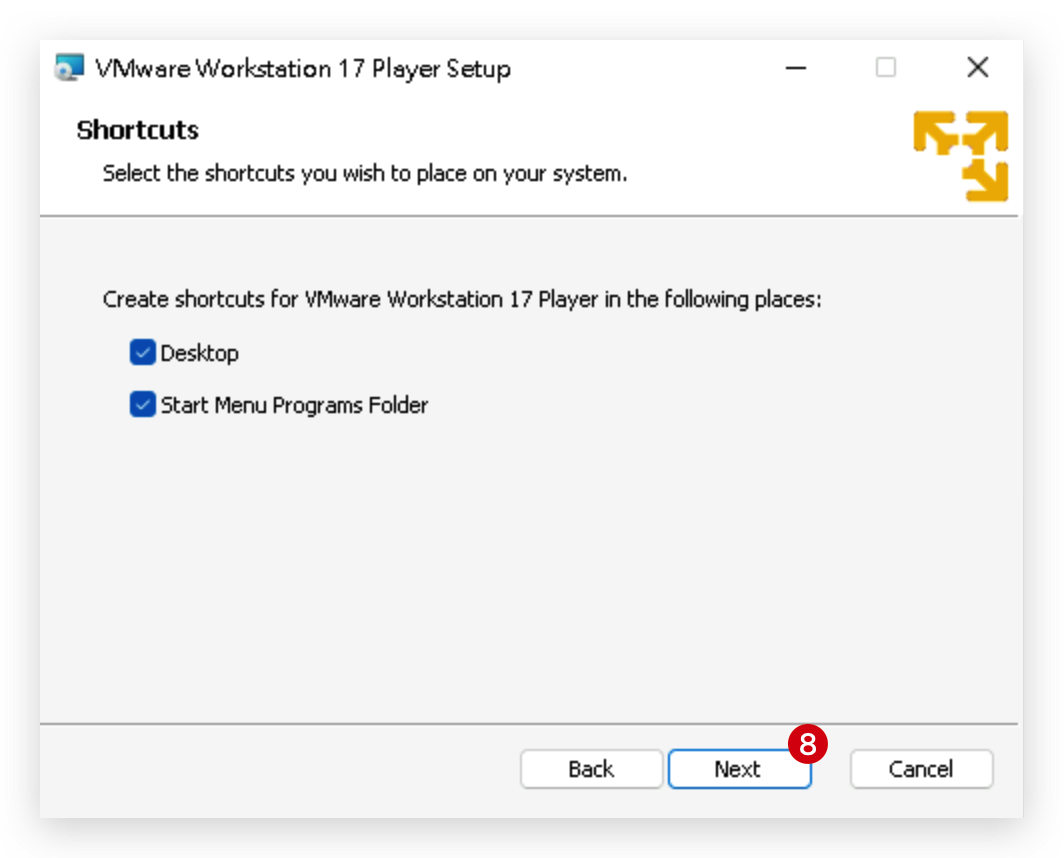 VMware Workstation 17 Player Setup
Shortcuts
Select the shortcuts you wish to place on your system.
Create shortcuts for VMware Workstation 17 Player in the following places:
Desktop
Start Menu Programs Folder
8
Back Next Cancel